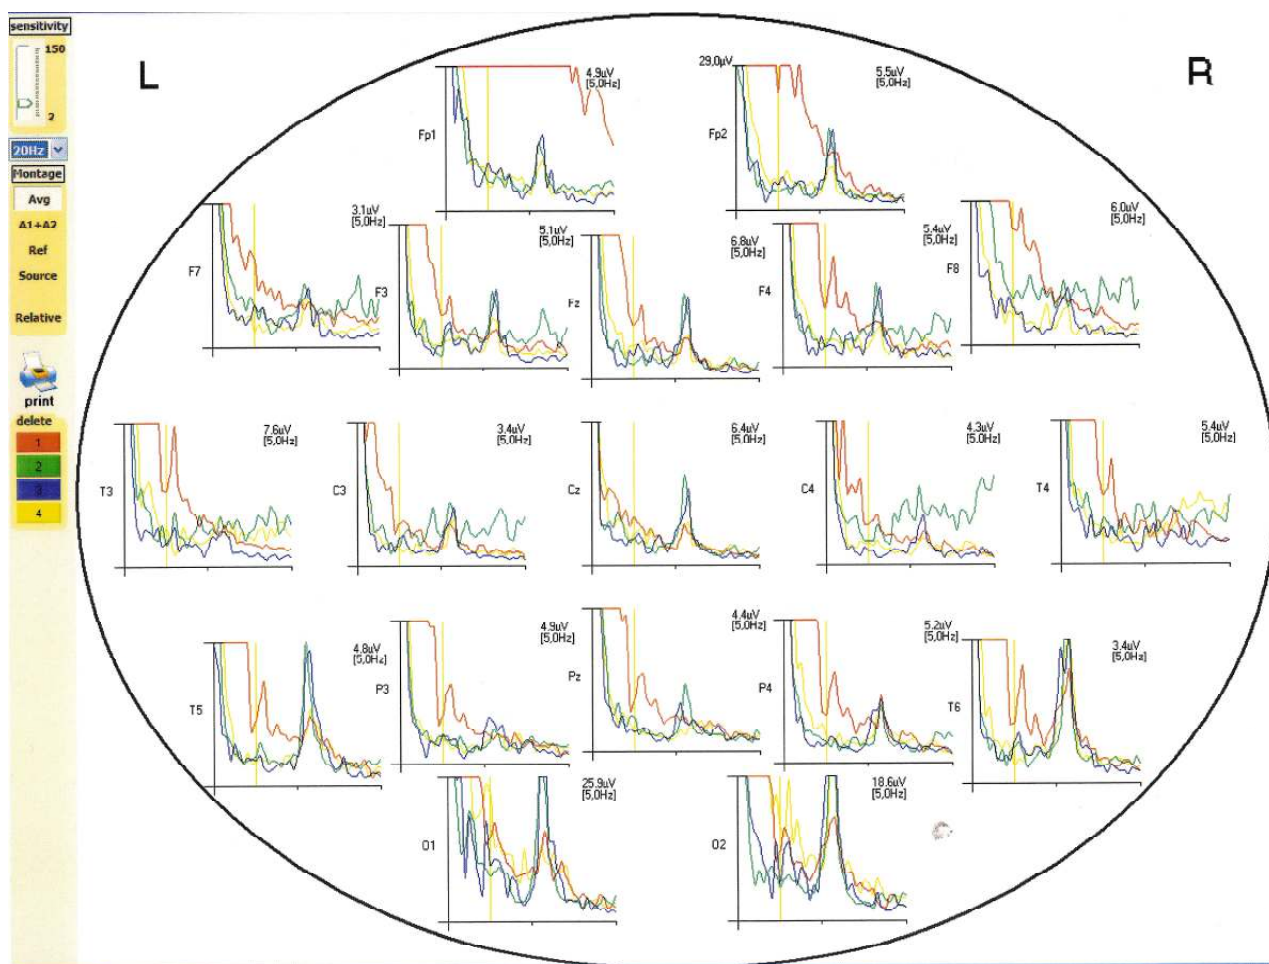 sensitivity
150
2
20Hz
Montage
Avg
A1+A2
Ref
Source
Relative
print
delete
1
2
3
4
L
R
4.9uV
[5,0Hz]
Fp1
29.0µV
5.5uV
[5,0Hz]
Fp2
3.1uV
[5,0Hz]
F7
5.1uV
[5,0Hz]
F3
6.8uV
[5,0Hz]
Fz
5.4uV
[5,0Hz]
F4
6.0uV
[5,0Hz]
F8
7.6uV
[5,0Hz]
T3
3.4uV
[5,0Hz]
C3
6.4uV
[5,0Hz]
Cz
4.3uV
[5,0Hz]
C4
5.4uV
[5,0Hz]
T4
4.8uV
[5,0Hz]
T5
4.9uV
[5,0Hz]
P3
4.4uV
[5,0Hz]
Pz
5.2uV
[5,0Hz]
P4
3.4uV
[5,0Hz]
T6
25.9uV
[5,0Hz]
O1
18.6uV
[5,0Hz]
O2